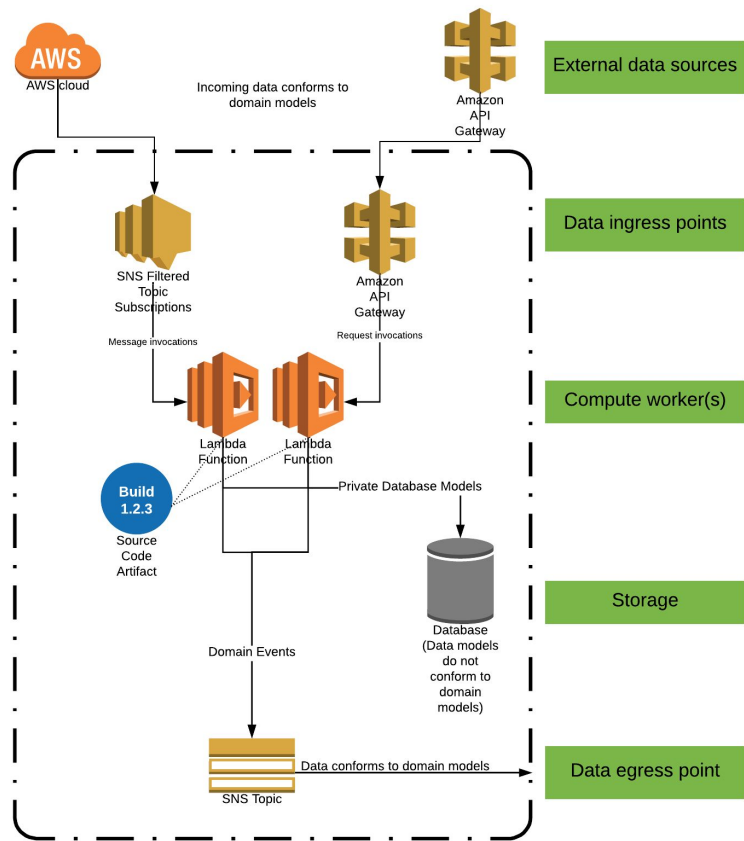 AWS
AWS cloud
Incoming data conforms to
domain models
Amazon
API
Gateway
External data sources
SNS Filtered
Topic
Subscriptions
Amazon
API
Gateway
Data ingress points
Message invocations
Request invocations
Lambda
Function
Lambda
Function
Compute worker(s)
Build
1.2.3
Source
Code
Artifact
Private Database Models
Database
(Data models
do not
conform to
domain
models)
Storage
Domain Events
SNS Topic
Data conforms to domain models
Data egress point